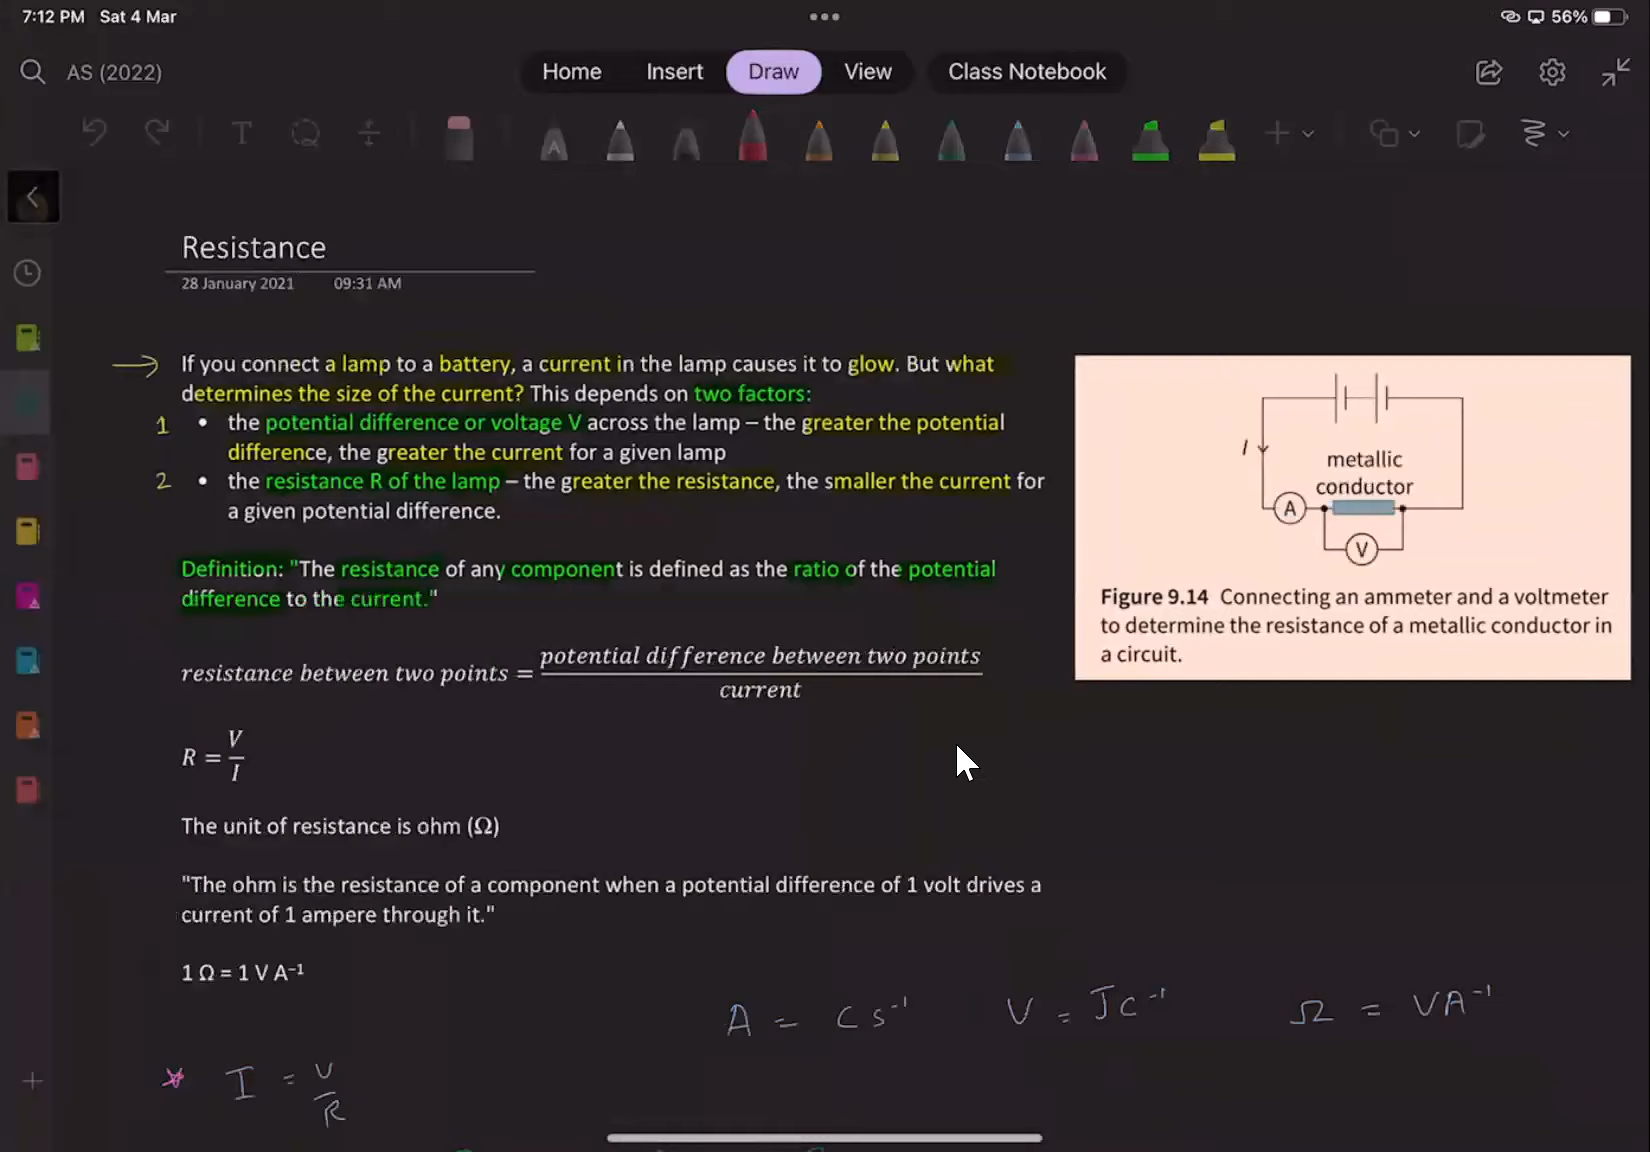 7:12 PM Sat 4 Mar
56%
AS (2022)
Home Insert Draw View Class Notebook
Resistance
28 January 2021 09:31 AM
If you connect a lamp to a battery, a current in the lamp causes it to glow. But what
determines the size of the current? This depends on two factors:
1 • the potential difference or voltage V across the lamp – the greater the potential
difference, the greater the current for a given lamp
2 • the resistance R of the lamp – the greater the resistance, the smaller the current for
a given potential difference.
Definition: "The resistance of any component is defined as the ratio of the potential
difference to the current."
resistance between two points = potential difference between two points / current
R = V / I
The unit of resistance is ohm (Ω)
"The ohm is the resistance of a component when a potential difference of 1 volt drives a
current of 1 ampere through it."
1 Ω = 1 V A⁻¹
A = C s⁻¹ V = J C⁻¹ Ω = V A⁻¹
* I = V / R
I
metallic
conductor
A
V
Figure 9.14 Connecting an ammeter and a voltmeter
to determine the resistance of a metallic conductor in
a circuit.